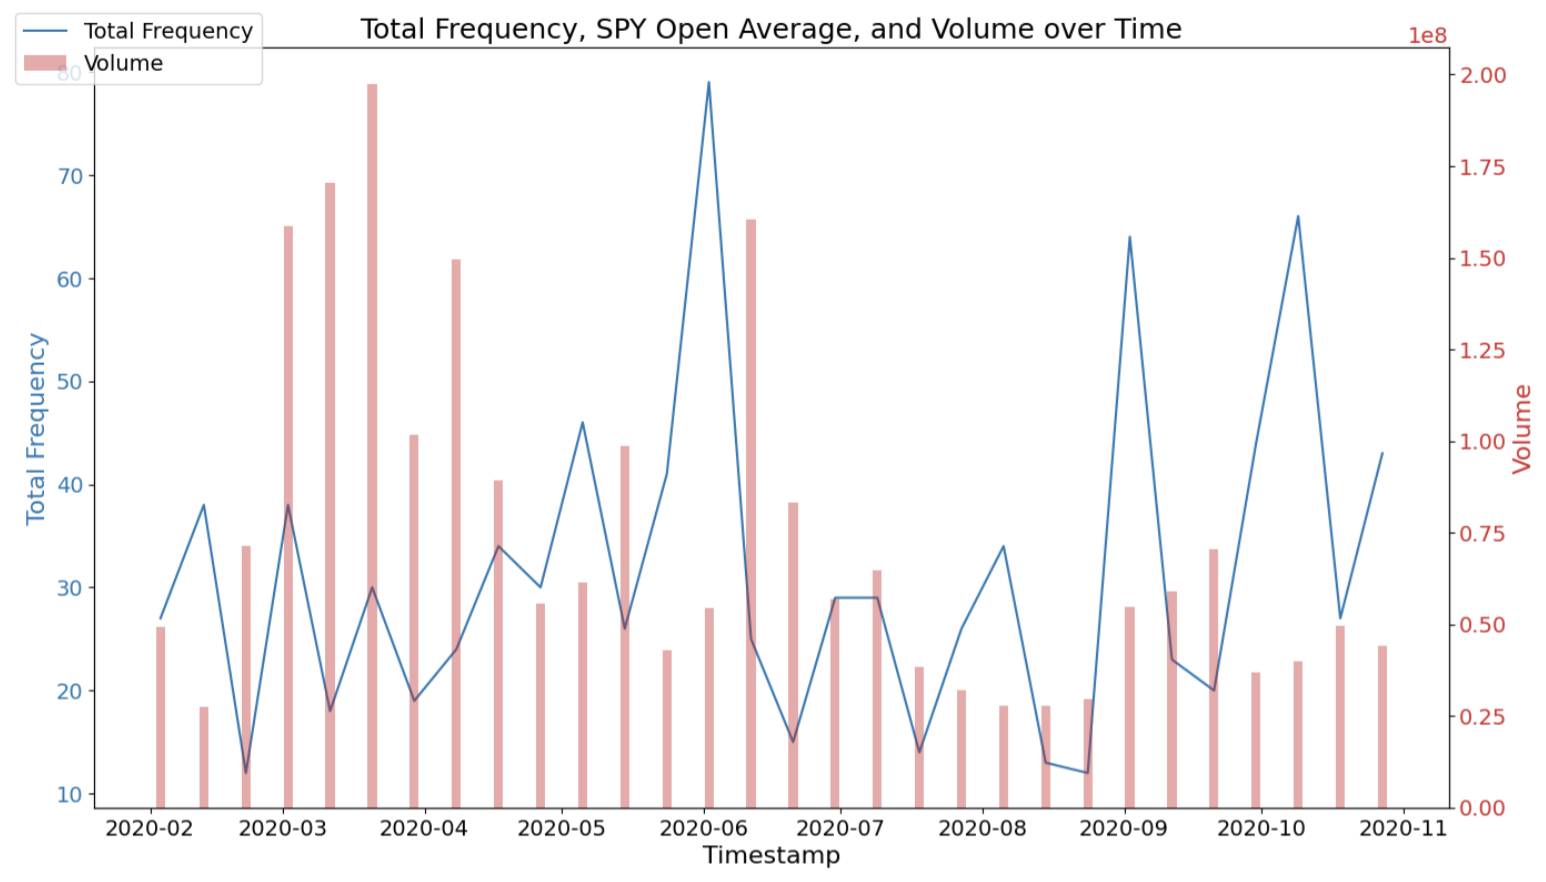 Total Frequency, SPY Open Average, and Volume over Time
Total Frequency
Volume
1e8
80
70
60
50
40
30
20
10
Total Frequency
2.00
1.75
1.50
1.25
1.00
0.75
0.50
0.25
0.00
Volume
2020-02 2020-03 2020-04 2020-05 2020-06 2020-07 2020-08 2020-09 2020-10 2020-11
Timestamp